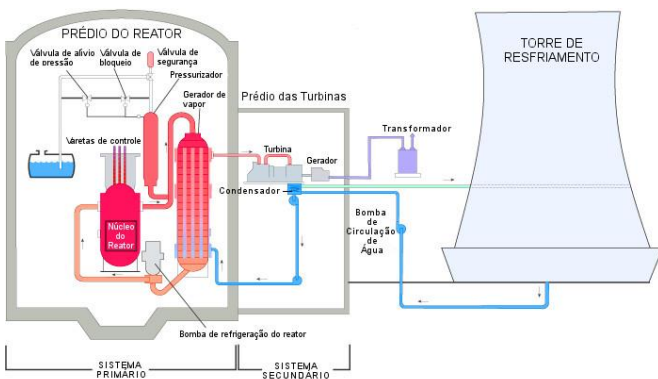 PRÉDIO DO REATOR
Válvula de alívio
de pressão
Válvula de
bloqueio
Válvula de
segurança
Pressurizador
Gerador de
vapor
Varetas de controle
Núcleo
do
Reator
Bomba de refrigeração do reator
Prédio das Turbinas
Turbina
Gerador
Condensador
Transformador
Bomba
de
Circulação
de
Água
TORRE DE
RESFRIAMENTO
SISTEMA
PRIMÁRIO
SISTEMA
SECUNDÁRIO